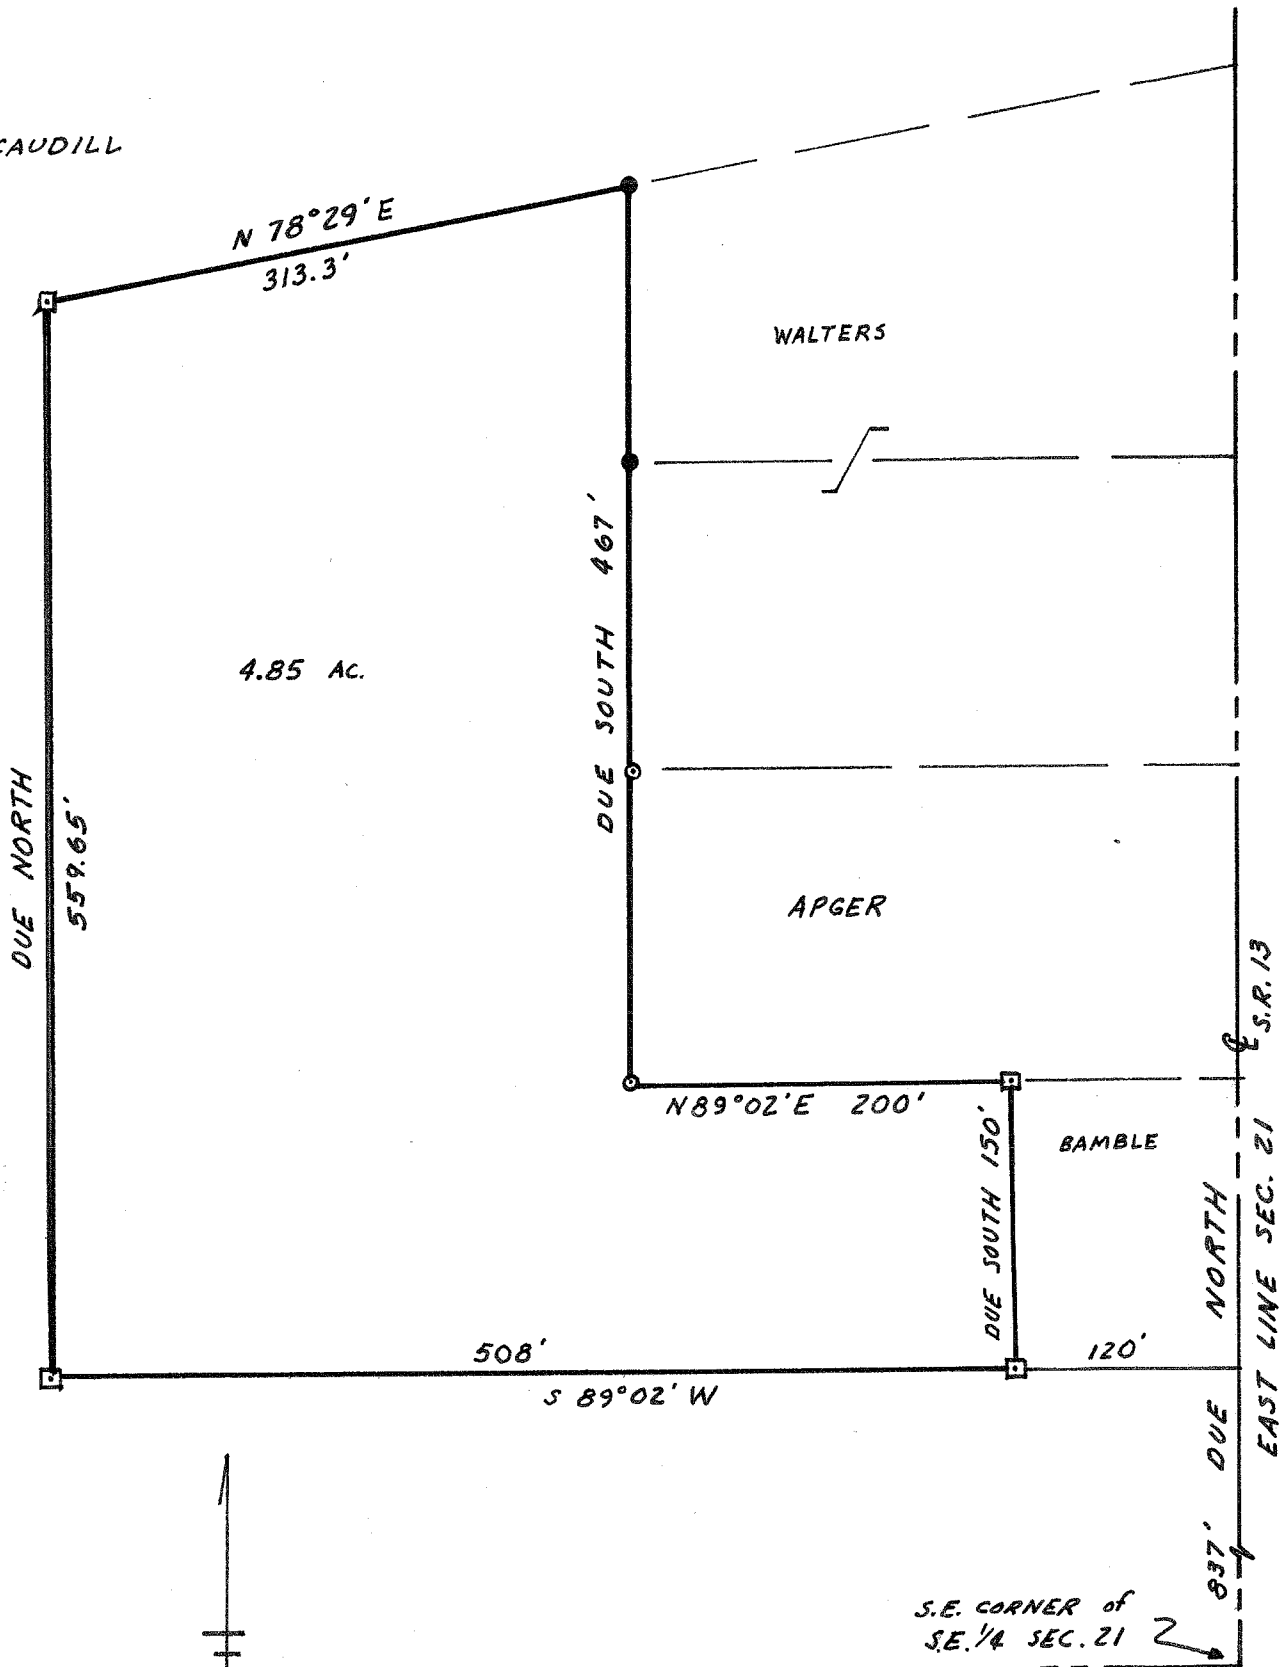 CAUDILL
N 78°29' E
313.3'
WALTERS
DUE SOUTH 467'
4.85 AC.
DUE NORTH
559.65'
APGER
℄ S.R. 13
N 89°02' E 200'
DUE SOUTH 150'
BAMBLE
508'
S 89°02' W
120'
837' DUE NORTH
EAST LINE SEC. 21
S.E. CORNER of
S.E. 1/4 SEC. 21